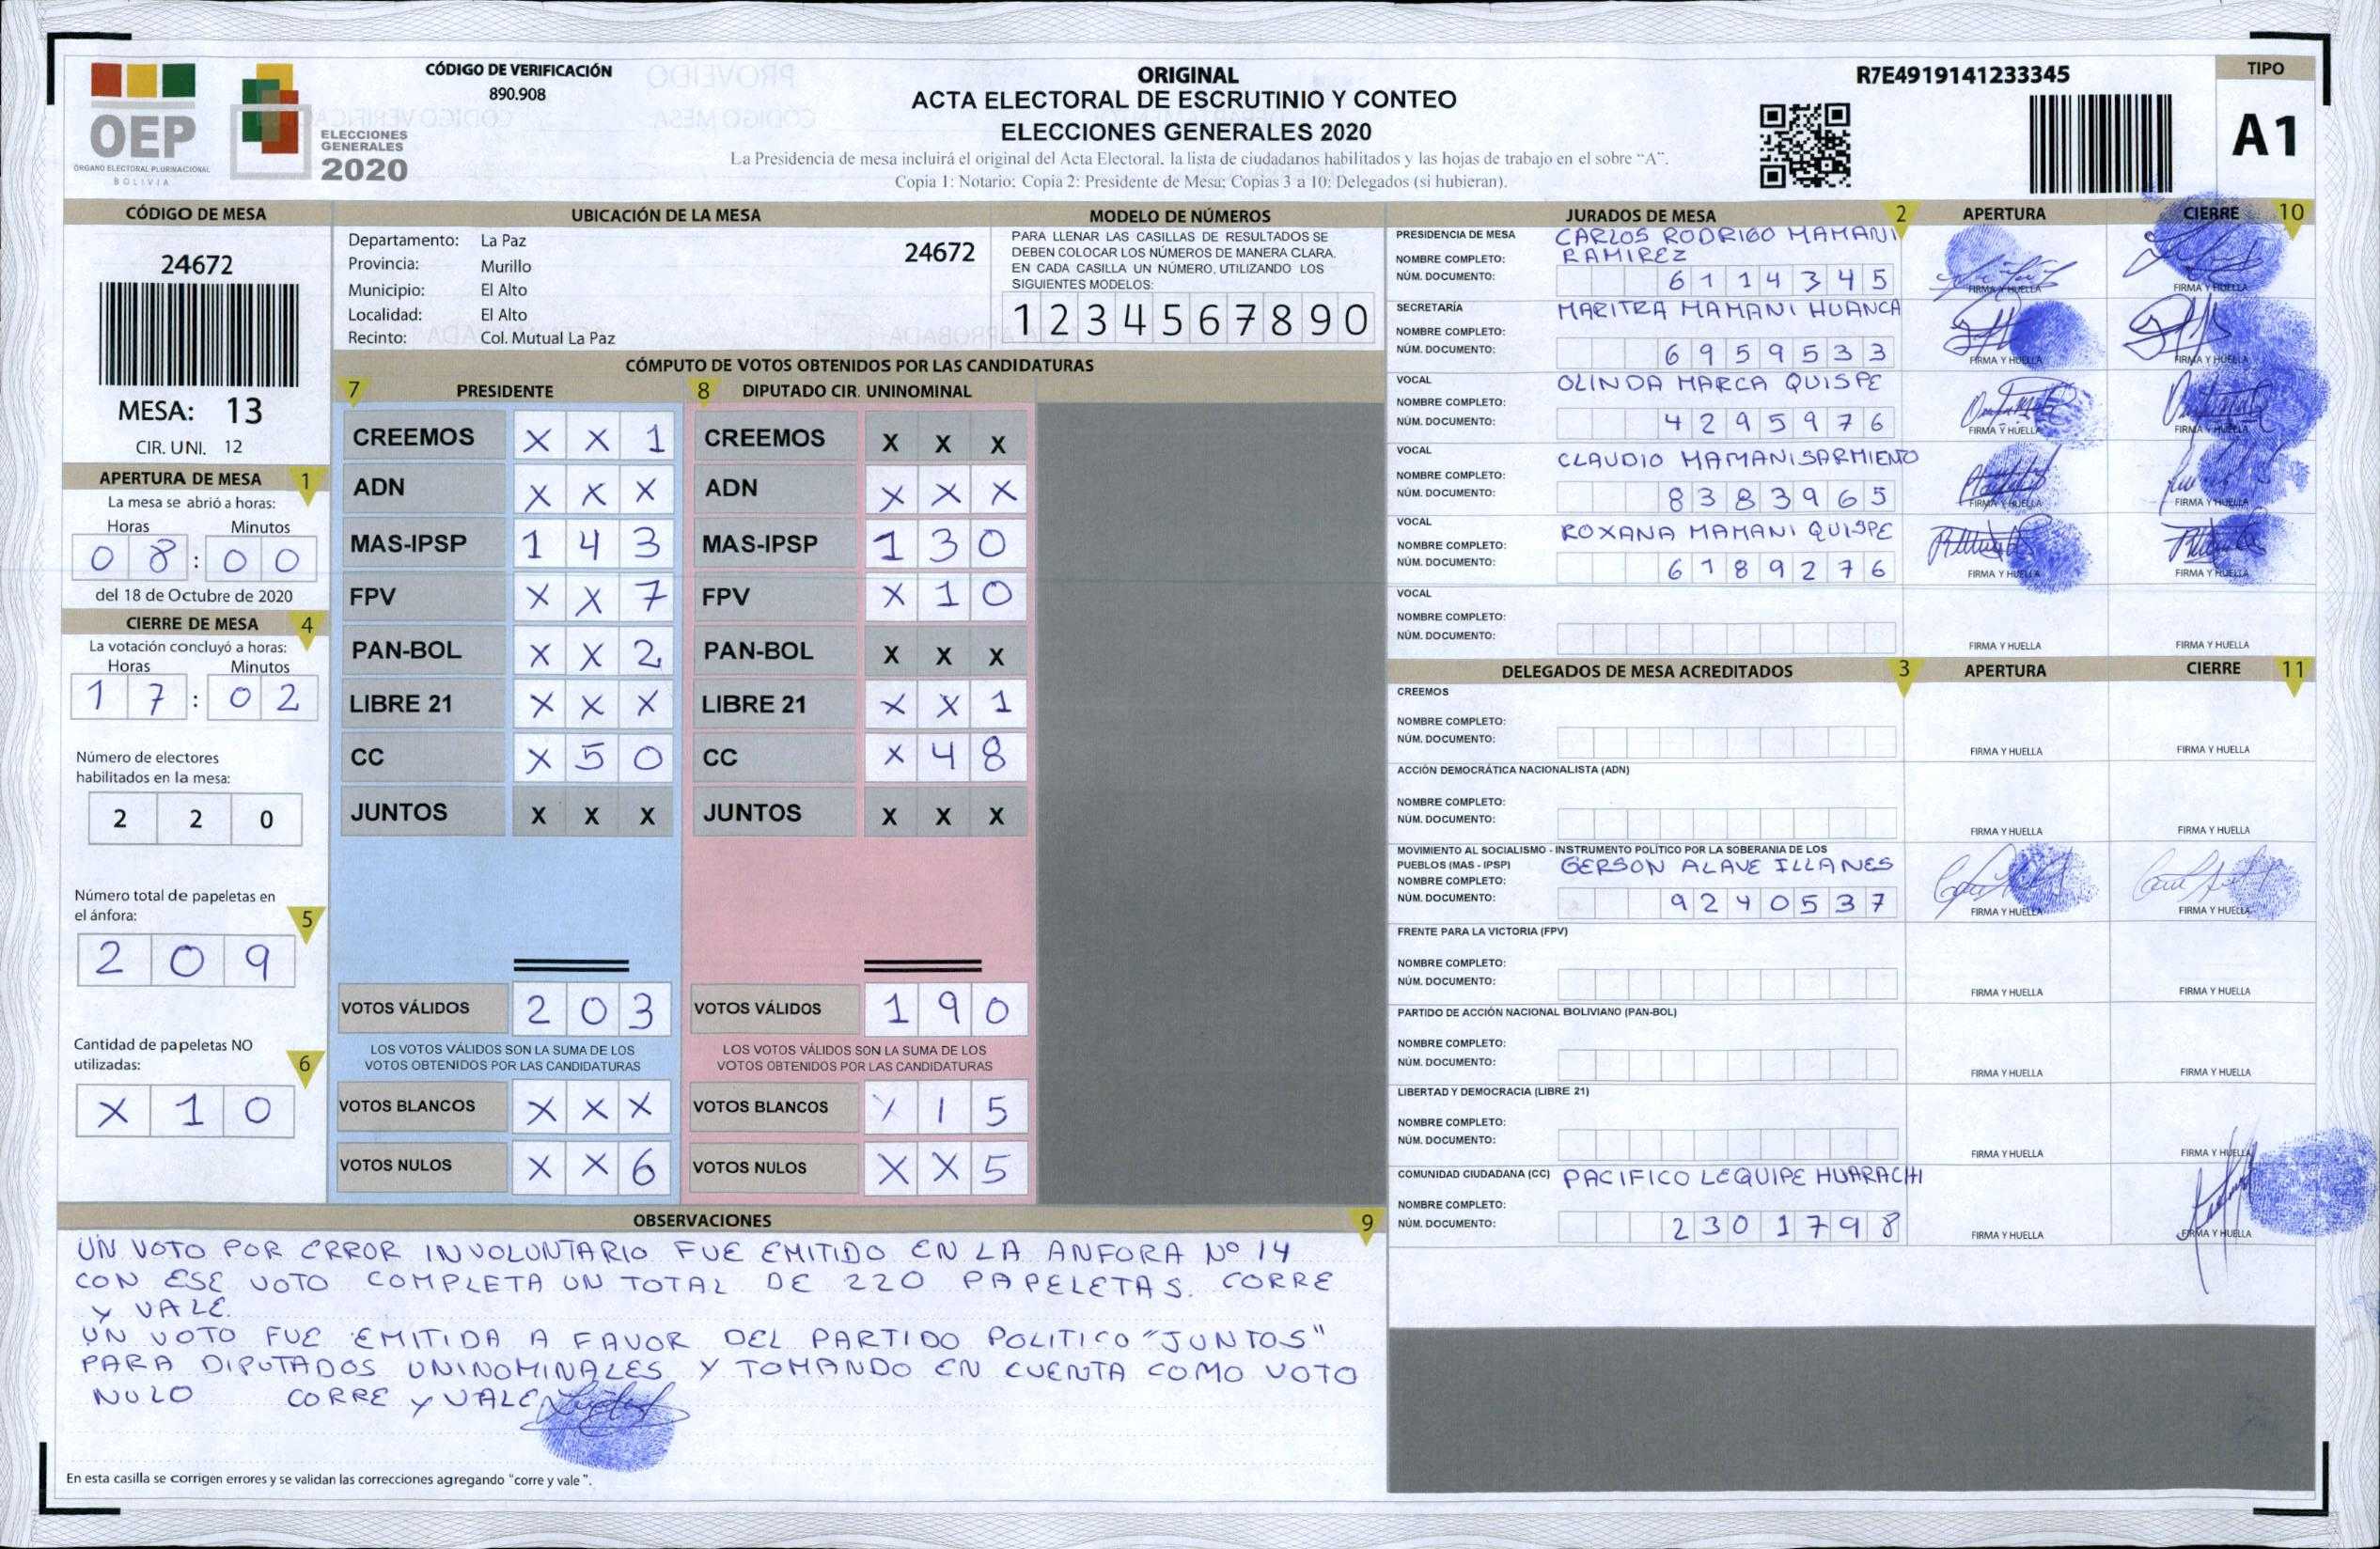 OEP
ÓRGANO ELECTORAL PLURINACIONAL
BOLIVIA
ELECCIONES
GENERALES
2020
CÓDIGO DE VERIFICACIÓN
890.908
ORIGINAL
ACTA ELECTORAL DE ESCRUTINIO Y CONTEO
ELECCIONES GENERALES 2020
La Presidencia de mesa incluirá el original del Acta Electoral, la lista de ciudadanos habilitados y las hojas de trabajo en el sobre "A".
Copia 1: Notario; Copia 2: Presidente de Mesa; Copias 3 a 10: Delegados (si hubieran).
R7E4919141233345
TIPO
A1
CÓDIGO DE MESA
24672
MESA: 13
CIR. UNI. 12
APERTURA DE MESA 1
La mesa se abrió a horas:
Horas Minutos
08:00
del 18 de Octubre de 2020
CIERRE DE MESA 4
La votación concluyó a horas:
Horas Minutos
17:02
Número de electores
habilitados en la mesa:
2 2 0
Número total de papeletas en
el ánfora: 5
2 0 9
Cantidad de papeletas NO
utilizadas: 6
X 1 0
UBICACIÓN DE LA MESA
Departamento: La Paz 24672
Provincia: Murillo
Municipio: El Alto
Localidad: El Alto
Recinto: Col. Mutual La Paz
MODELO DE NÚMEROS
PARA LLENAR LAS CASILLAS DE RESULTADOS SE
DEBEN COLOCAR LOS NÚMEROS DE MANERA CLARA.
EN CADA CASILLA UN NÚMERO, UTILIZANDO LOS
SIGUIENTES MODELOS:
1 2 3 4 5 6 7 8 9 0
CÓMPUTO DE VOTOS OBTENIDOS POR LAS CANDIDATURAS
7 PRESIDENTE 8 DIPUTADO CIR. UNINOMINAL
CREEMOS X X 1 CREEMOS X X X
ADN X X X ADN X X X
MAS-IPSP 1 4 3 MAS-IPSP 1 3 0
FPV X X 7 FPV X 1 0
PAN-BOL X X 2 PAN-BOL X X X
LIBRE 21 X X X LIBRE 21 X X 1
CC X 5 0 CC X 4 8
JUNTOS X X X JUNTOS X X X
VOTOS VÁLIDOS 2 0 3 VOTOS VÁLIDOS 1 9 0
LOS VOTOS VÁLIDOS SON LA SUMA DE LOS LOS VOTOS VÁLIDOS SON LA SUMA DE LOS
VOTOS OBTENIDOS POR LAS CANDIDATURAS VOTOS OBTENIDOS POR LAS CANDIDATURAS
VOTOS BLANCOS X X X VOTOS BLANCOS X 1 5
VOTOS NULOS X X 6 VOTOS NULOS X X 5
OBSERVACIONES 9
UN VOTO POR ERROR INVOLUNTARIO FUE EMITIDO EN LA ANFORA Nº 14
CON ESE VOTO COMPLETA UN TOTAL DE 220 PAPELETAS. CORRE
Y VALE.
UN VOTO FUE EMITIDA A FAVOR DEL PARTIDO POLITICO "JUNTOS"
PARA DIPUTADOS UNINOMINALES Y TOMANDO EN CUENTA COMO VOTO
NULO CORRE Y VALE
En esta casilla se corrigen errores y se validan las correcciones agregando "corre y vale".
JURADOS DE MESA 2 APERTURA CIERRE 10
PRESIDENCIA DE MESA CARLOS RODRIGO MAMANI
NOMBRE COMPLETO: RAMIREZ
NÚM. DOCUMENTO: 6114345 FIRMA Y HUELLA FIRMA Y HUELLA
SECRETARÍA MARITRA MAMANI HUANCA
NOMBRE COMPLETO:
NÚM. DOCUMENTO: 6959533 FIRMA Y HUELLA FIRMA Y HUELLA
VOCAL OLINDA MARCA QUISPE
NOMBRE COMPLETO:
NÚM. DOCUMENTO: 4295976 FIRMA Y HUELLA FIRMA Y HUELLA
VOCAL CLAUDIO MAMANI SARMIENTO
NOMBRE COMPLETO:
NÚM. DOCUMENTO: 8383965 FIRMA Y HUELLA FIRMA Y HUELLA
VOCAL ROXANA MAMANI QUISPE
NOMBRE COMPLETO:
NÚM. DOCUMENTO: 6189276 FIRMA Y HUELLA FIRMA Y HUELLA
VOCAL
NOMBRE COMPLETO:
NÚM. DOCUMENTO: FIRMA Y HUELLA FIRMA Y HUELLA
DELEGADOS DE MESA ACREDITADOS 3 APERTURA CIERRE 11
CREEMOS
NOMBRE COMPLETO:
NÚM. DOCUMENTO: FIRMA Y HUELLA FIRMA Y HUELLA
ACCIÓN DEMOCRÁTICA NACIONALISTA (ADN)
NOMBRE COMPLETO:
NÚM. DOCUMENTO: FIRMA Y HUELLA FIRMA Y HUELLA
MOVIMIENTO AL SOCIALISMO - INSTRUMENTO POLÍTICO POR LA SOBERANIA DE LOS
PUEBLOS (MAS - IPSP) GERSON ALAVE ILLANES
NOMBRE COMPLETO:
NÚM. DOCUMENTO: 9240537 FIRMA Y HUELLA FIRMA Y HUELLA
FRENTE PARA LA VICTORIA (FPV)
NOMBRE COMPLETO:
NÚM. DOCUMENTO: FIRMA Y HUELLA FIRMA Y HUELLA
PARTIDO DE ACCIÓN NACIONAL BOLIVIANO (PAN-BOL)
NOMBRE COMPLETO:
NÚM. DOCUMENTO: FIRMA Y HUELLA FIRMA Y HUELLA
LIBERTAD Y DEMOCRACIA (LIBRE 21)
NOMBRE COMPLETO:
NÚM. DOCUMENTO: FIRMA Y HUELLA FIRMA Y HUELLA
COMUNIDAD CIUDADANA (CC) PACIFICO LEQUIPE HUARACHI
NOMBRE COMPLETO:
NÚM. DOCUMENTO: 2301798 FIRMA Y HUELLA FIRMA Y HUELLA